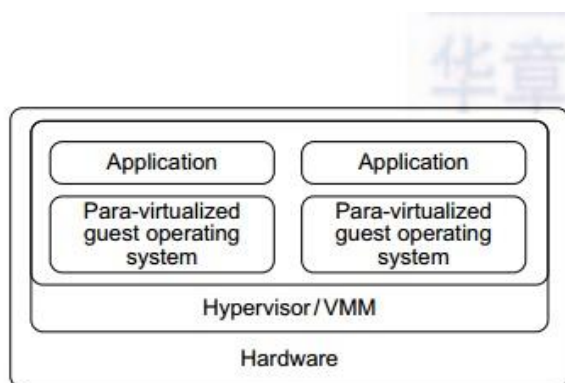 华章
Application
Application
Para-virtualized
guest operating
system
Para-virtualized
guest operating
system
Hypervisor / VMM
Hardware